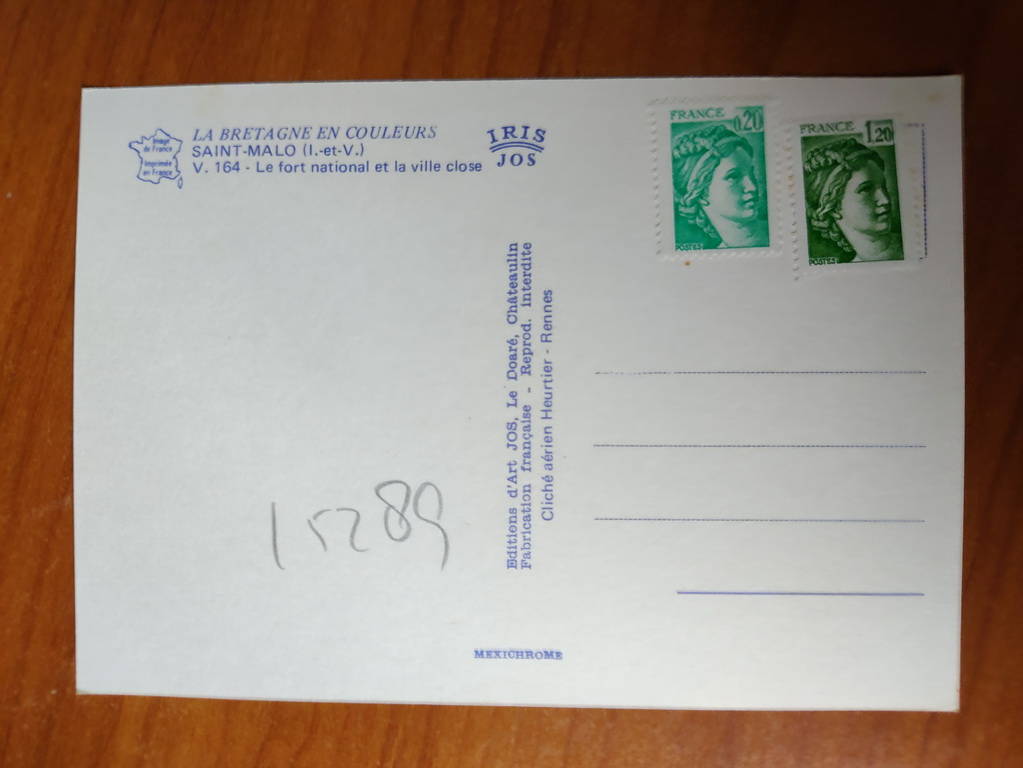 Image
de France
Imprimée
en France
LA BRETAGNE EN COULEURS
SAINT-MALO (I.-et-V.)
V. 164 - Le fort national et la ville close
IRIS
JOS
FRANCE 0,20
POSTES
FRANCE 1,20
POSTES
Editions d'Art JOS, Le Doaré, Châteaulin
Fabrication française - Reprod. interdite
Cliché aérien Heurtier - Rennes
15289
MEXICHROME